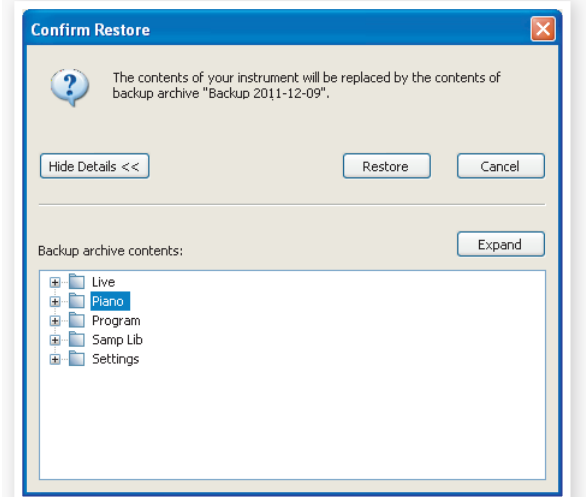 Confirm Restore
The contents of your instrument will be replaced by the contents of
backup archive "Backup 2011-12-09".
Hide Details <<
Restore
Cancel
Backup archive contents:
Expand
Live
Piano
Program
Samp Lib
Settings